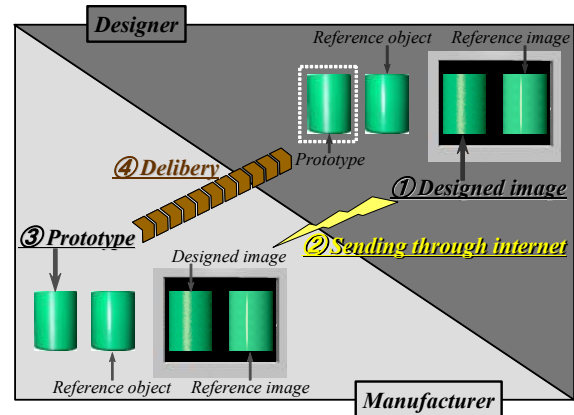 Designer
Reference object
Reference image
Prototype
① Designed image
④ Delibery
② Sending through internet
③ Prototype
Designed image
Reference object
Reference image
Manufacturer